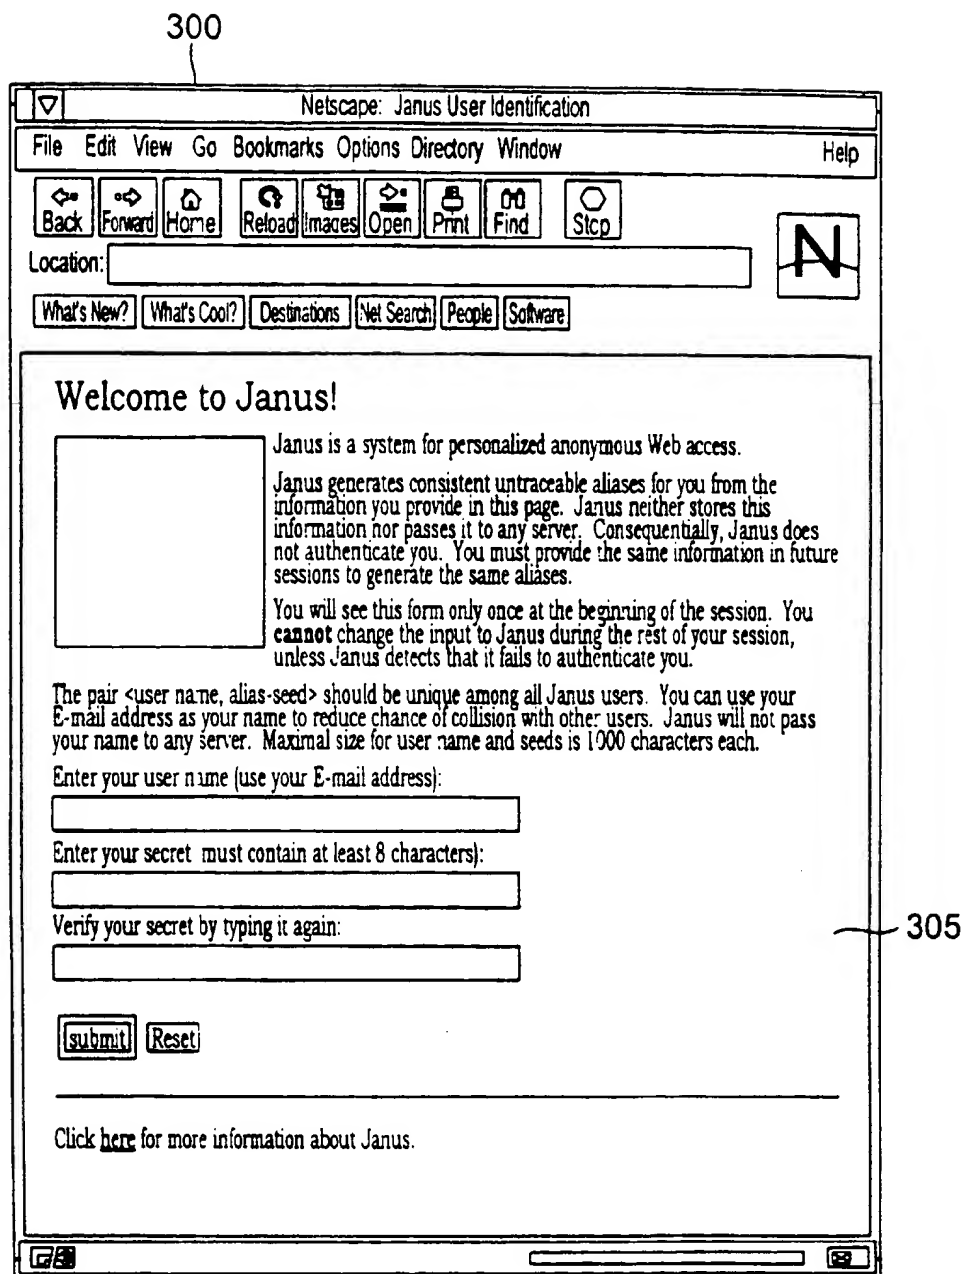 300
Netscape: Janus User Identification
File Edit View Go Bookmarks Options Directory Window Help
Back Forward Home Reload Images Open Print Find Stop
N
Location:
What's New? What's Cool? Destinations Net Search People Software
Welcome to Janus!
Janus is a system for personalized anonymous Web access.
Janus generates consistent untraceable aliases for you from the
information you provide in this page. Janus neither stores this
information nor passes it to any server. Consequentially, Janus does
not authenticate you. You must provide the same information in future
sessions to generate the same aliases.
You will see this form only once at the beginning of the session. You
cannot change the input to Janus during the rest of your session,
unless Janus detects that it fails to authenticate you.
The pair <user name, alias-seed> should be unique among all Janus users. You can use your
E-mail address as your name to reduce chance of collision with other users. Janus will not pass
your name to any server. Maximal size for user name and seeds is 1000 characters each.
Enter your user name (use your E-mail address):
Enter your secret must contain at least 8 characters):
Verify your secret by typing it again:
305
submit Reset
Click here for more information about Janus.